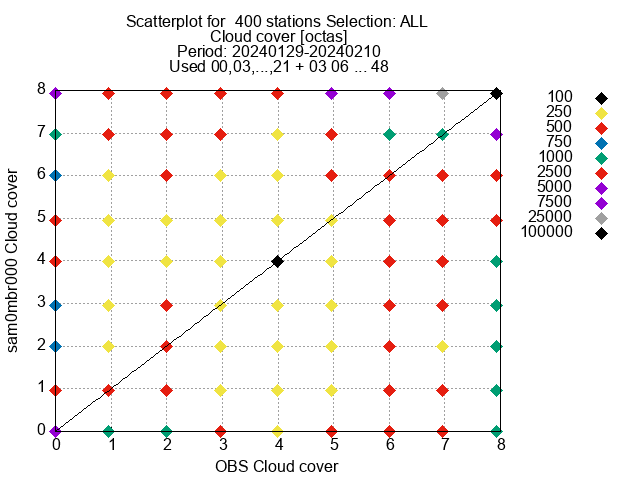 Scatterplot for  400 stations Selection: ALL
Cloud cover [octas]
Period: 20240129-20240210
Used 00,03,...,21 + 03 06 ... 48
8
7
6
5
4
3
2
1
0
sam0mbr000 Cloud cover
0 1 2 3 4 5 6 7 8
OBS Cloud cover
100
250
500
750
1000
2500
5000
7500
25000
100000